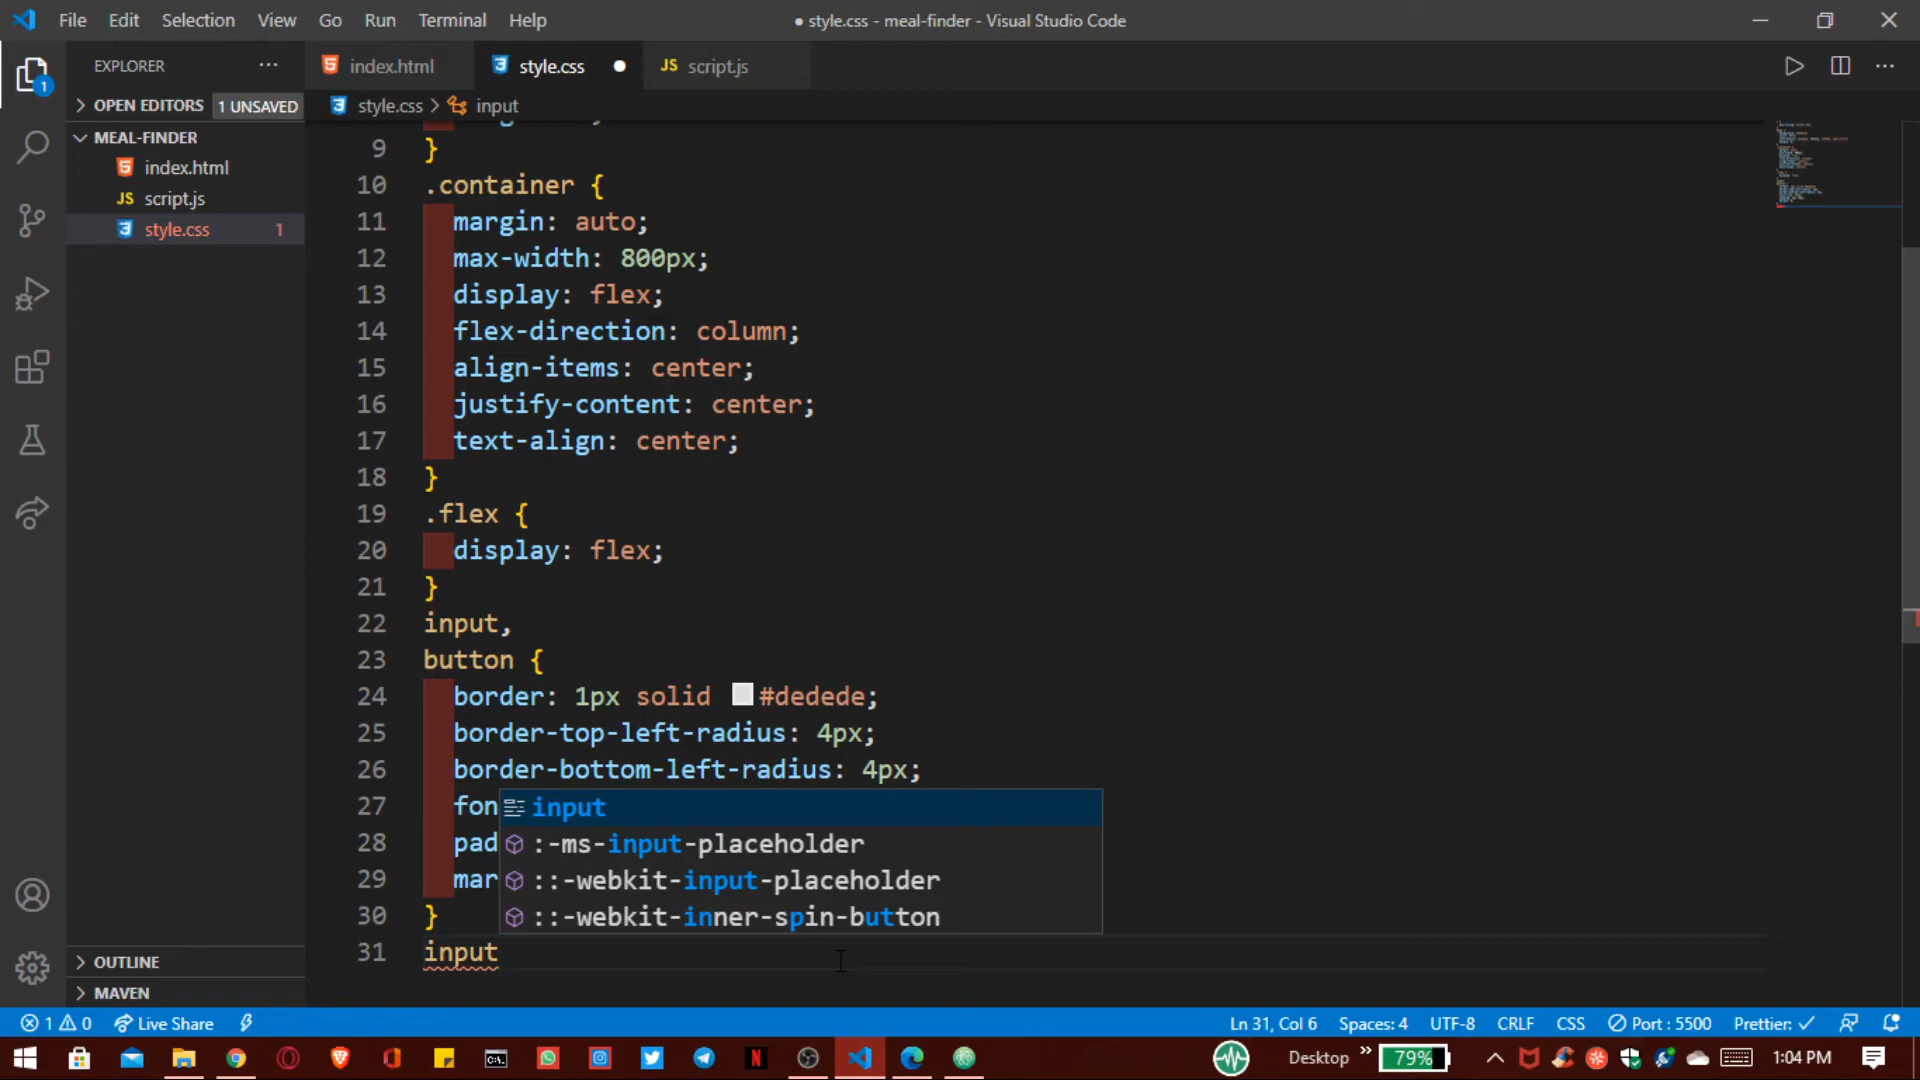 File Edit Selection View Go Run Terminal Help
● style.css - meal-finder - Visual Studio Code
EXPLORER ···
index.html
style.css ●
JS script.js
OPEN EDITORS 1 UNSAVED
style.css > input
MEAL-FINDER
index.html
JS script.js
style.css 1
9 }
10 .container {
11 margin: auto;
12 max-width: 800px;
13 display: flex;
14 flex-direction: column;
15 align-items: center;
16 justify-content: center;
17 text-align: center;
18 }
19 .flex {
20 display: flex;
21 }
22 input,
23 button {
24 border: 1px solid #dedede;
25 border-top-left-radius: 4px;
26 border-bottom-left-radius: 4px;
27 fon
28 pad
29 mar
30 }
31 input
input
::-ms-input-placeholder
::-webkit-input-placeholder
::-webkit-inner-spin-button
1
OUTLINE
MAVEN
1 0 Live Share
Ln 31, Col 6 Spaces: 4 UTF-8 CRLF CSS Port : 5500 Prettier: ✓
Desktop » 79% 1:04 PM